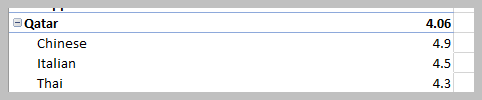 Qatar 4.06
Chinese 4.9
Italian 4.5
Thai 4.3